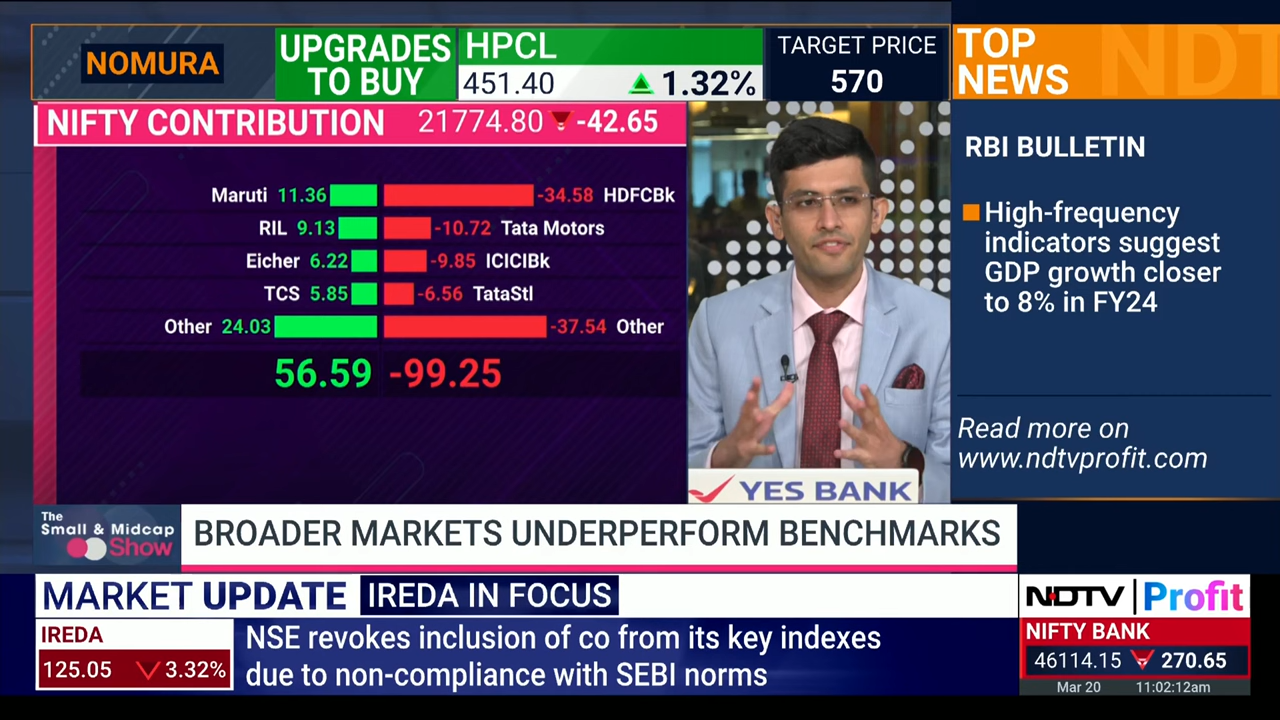 NOMURA
UPGRADES
TO BUY
HPCL
451.40 1.32%
TARGET PRICE
570
TOP
NEWS
NDT
NIFTY CONTRIBUTION 21774.80 -42.65
Maruti 11.36 -34.58 HDFCBk
RIL 9.13 -10.72 Tata Motors
Eicher 6.22 -9.85 ICICIBk
TCS 5.85 -6.56 TataStl
Other 24.03 -37.54 Other
56.59 -99.25
YES BANK
RBI BULLETIN
High-frequency
indicators suggest
GDP growth closer
to 8% in FY24
Read more on
www.ndtvprofit.com
The
Small & Midcap
Show
BROADER MARKETS UNDERPERFORM BENCHMARKS
MARKET UPDATE IREDA IN FOCUS
IREDA
125.05 3.32%
NSE revokes inclusion of co from its key indexes
due to non-compliance with SEBI norms
NDTV Profit
NIFTY BANK
46114.15 270.65
Mar 20 11:02:12am